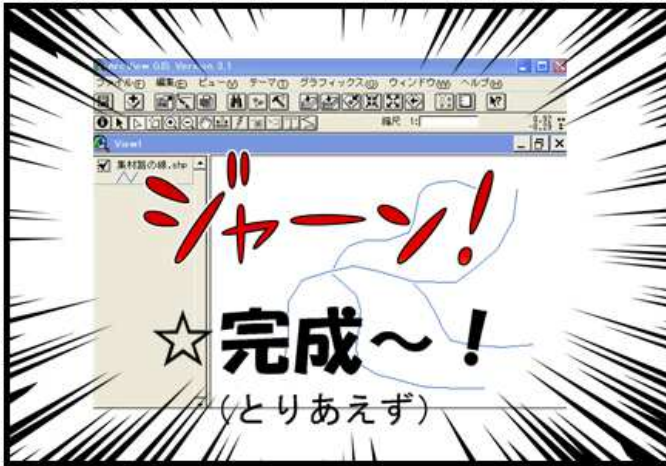 ArcView GIS Version 3.1
ファイル(F) 編集(E) ビュー(V) テーマ(T) グラフィックス(G) ウィンドウ(W) ヘルプ(H)
縮尺 1:
View1
集材路の線.shp
ジャーン!
☆完成~!
(とりあえず)